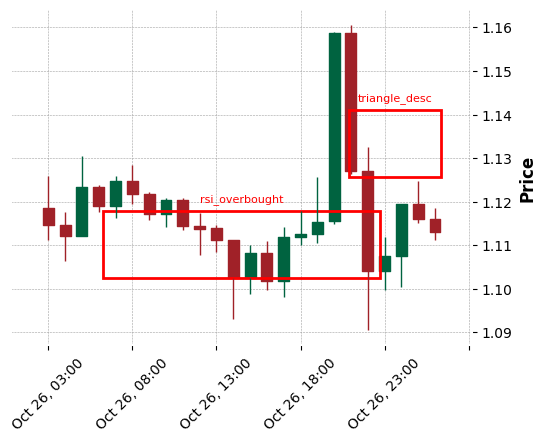 1.16
1.15
1.14
triangle_desc
1.13
1.12
rsi_overbought
1.11
1.10
1.09
Price
Oct 26, 03:00
Oct 26, 08:00
Oct 26, 13:00
Oct 26, 18:00
Oct 26, 23:00